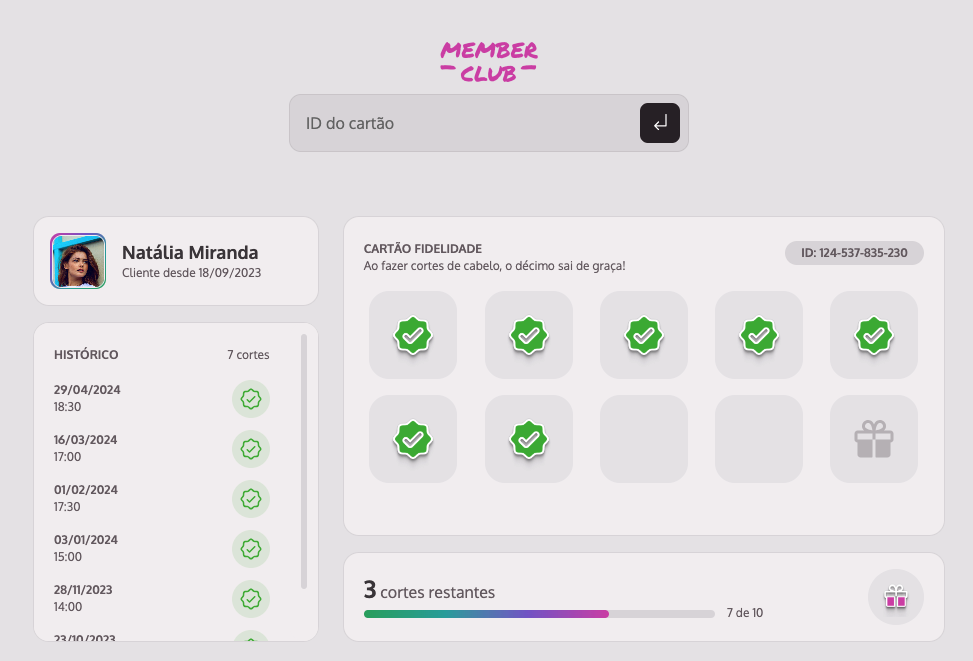 MEMBER
CLUB
ID do cartão
Natália Miranda
Cliente desde 18/09/2023
HISTÓRICO
7 cortes
29/04/2024
18:30
16/03/2024
17:00
01/02/2024
17:30
03/01/2024
15:00
28/11/2023
14:00
23/10/2023
CARTÃO FIDELIDADE
ID: 124-537-835-230
Ao fazer cortes de cabelo, o décimo sai de graça!
3 cortes restantes
7 de 10